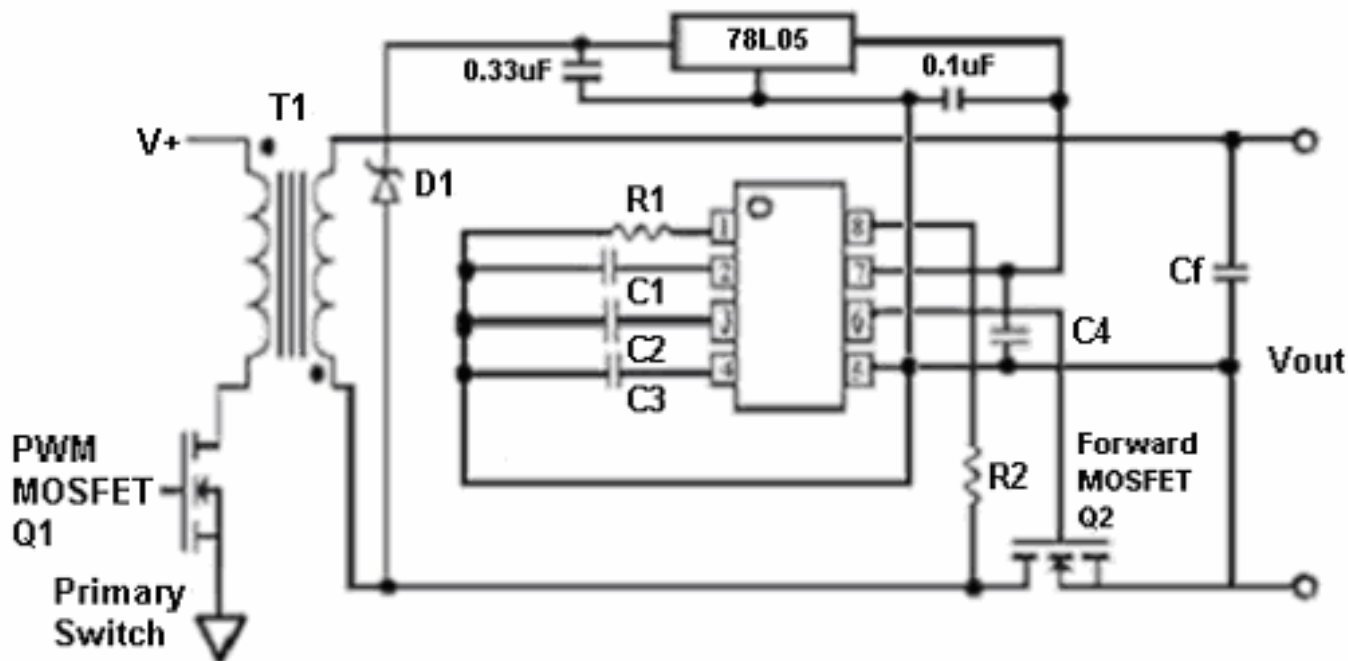 78L05
0.33uF
0.1uF
T1
V+
D1
R1
1
8
2
7
C1
Cf
3
6
C2
C4
4
5
C3
Vout
PWM
MOSFET
Q1
Forward
MOSFET
Q2
R2
Primary
Switch